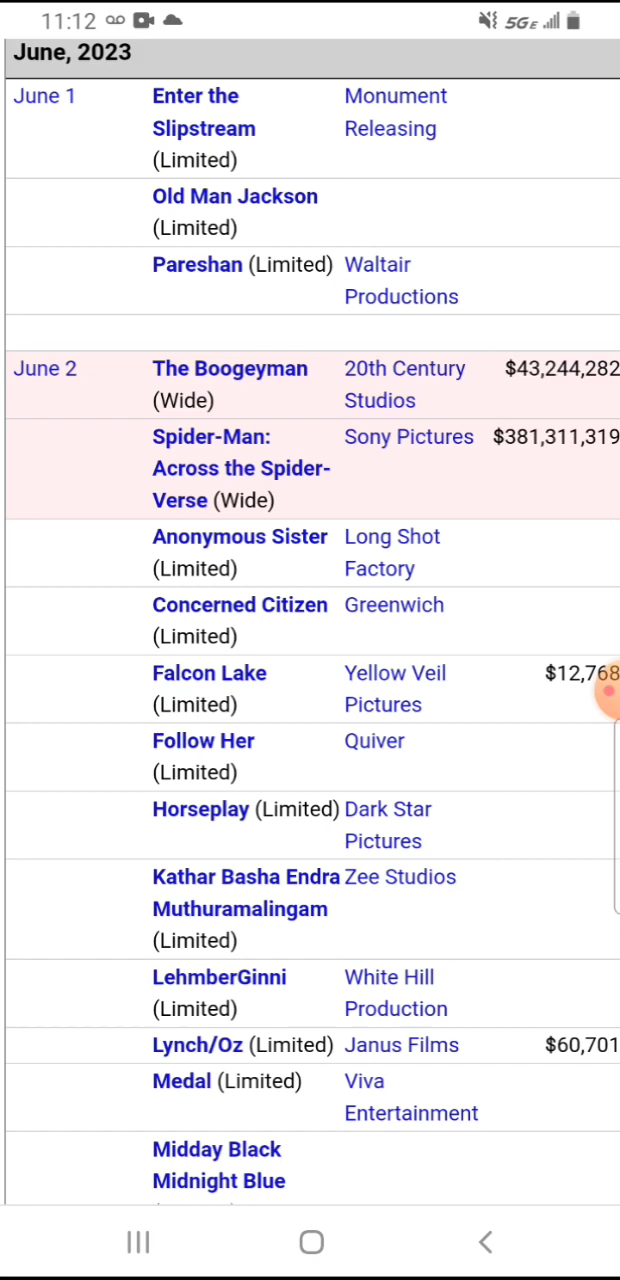 11:12
5GE
June, 2023
June 1
Enter the
Slipstream
(Limited)
Monument
Releasing
Old Man Jackson
(Limited)
Pareshan (Limited)
Waltair
Productions
June 2
The Boogeyman
(Wide)
20th Century
Studios
$43,244,282
Spider-Man:
Across the Spider-
Verse (Wide)
Sony Pictures
$381,311,319
Anonymous Sister
(Limited)
Long Shot
Factory
Concerned Citizen
(Limited)
Greenwich
Falcon Lake
(Limited)
Yellow Veil
Pictures
$12,768
Follow Her
(Limited)
Quiver
Horseplay (Limited)
Dark Star
Pictures
Kathar Basha Endra
Muthuramalingam
(Limited)
Zee Studios
LehmberGinni
(Limited)
White Hill
Production
Lynch/Oz (Limited)
Janus Films
$60,701
Medal (Limited)
Viva
Entertainment
Midday Black
Midnight Blue